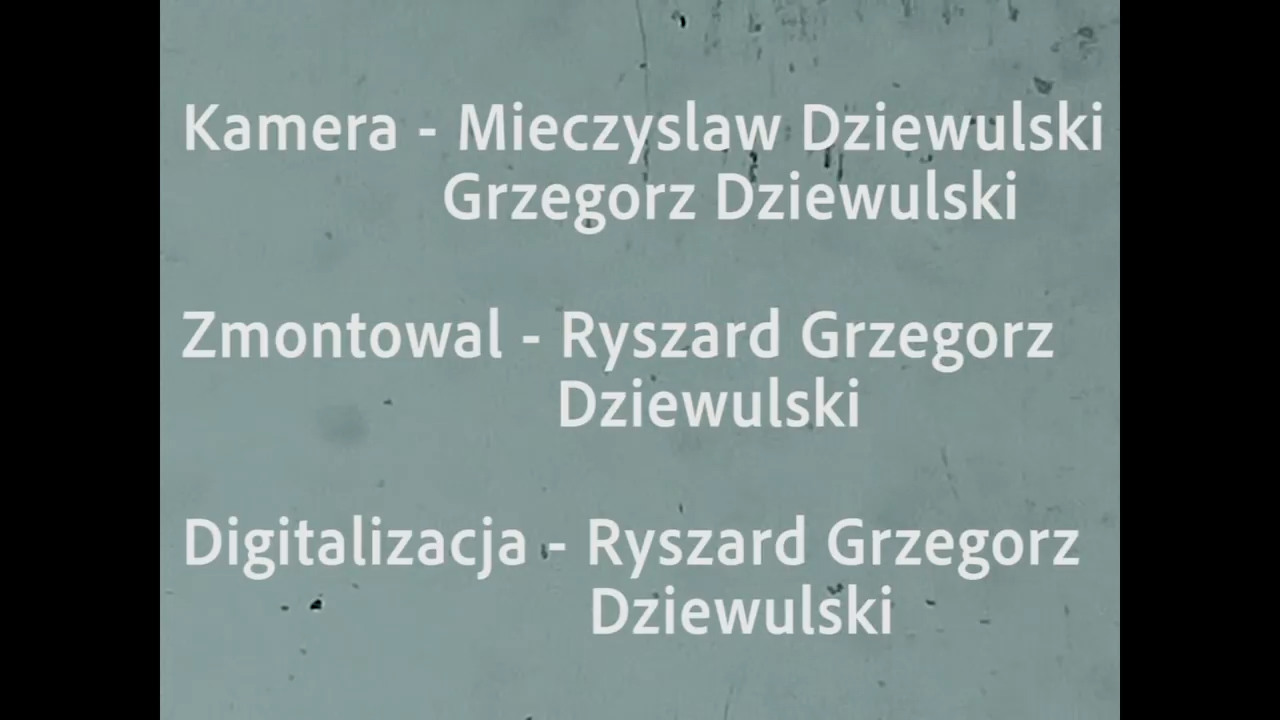 Kamera - Mieczyslaw Dziewulski
Grzegorz Dziewulski
Zmontowal - Ryszard Grzegorz
Dziewulski
Digitalizacja - Ryszard Grzegorz
Dziewulski